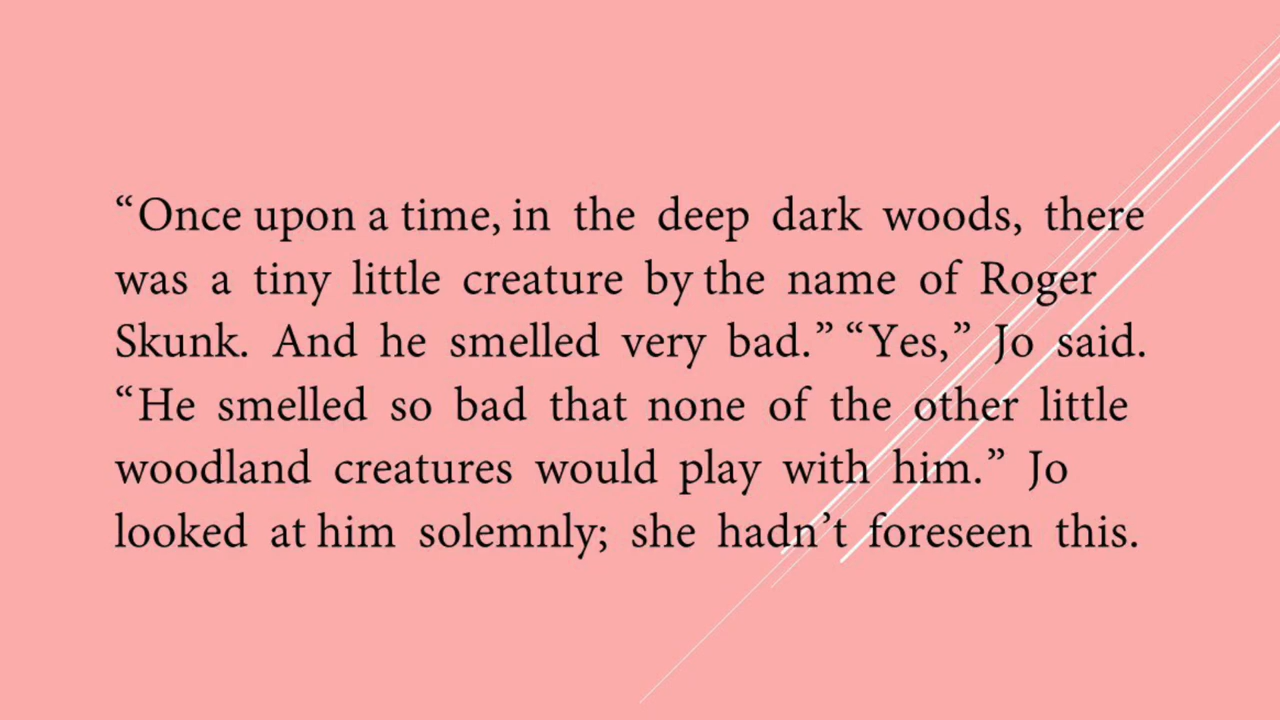 “Once upon a time, in the deep dark woods, there
was a tiny little creature by the name of Roger
Skunk. And he smelled very bad.” “Yes,” Jo said.
“He smelled so bad that none of the other little
woodland creatures would play with him.” Jo
looked at him solemnly; she hadn’t foreseen this.